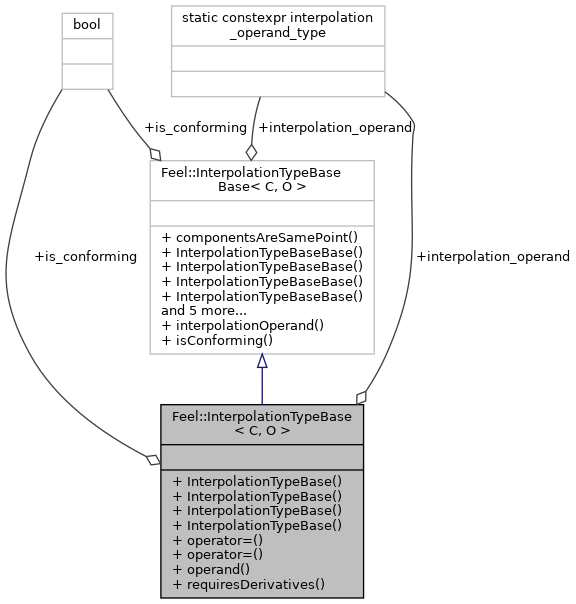 bool
static constexpr interpolation
_operand_type
+is_conforming
+interpolation_operand
Feel::InterpolationTypeBase
Base< C, O >
+ componentsAreSamePoint()
+ InterpolationTypeBaseBase()
+ InterpolationTypeBaseBase()
+ InterpolationTypeBaseBase()
+ InterpolationTypeBaseBase()
and 5 more...
+ interpolationOperand()
+ isConforming()
+is_conforming
+interpolation_operand
Feel::InterpolationTypeBase
< C, O >
+ InterpolationTypeBase()
+ InterpolationTypeBase()
+ InterpolationTypeBase()
+ InterpolationTypeBase()
+ operator=()
+ operator=()
+ operand()
+ requiresDerivatives()